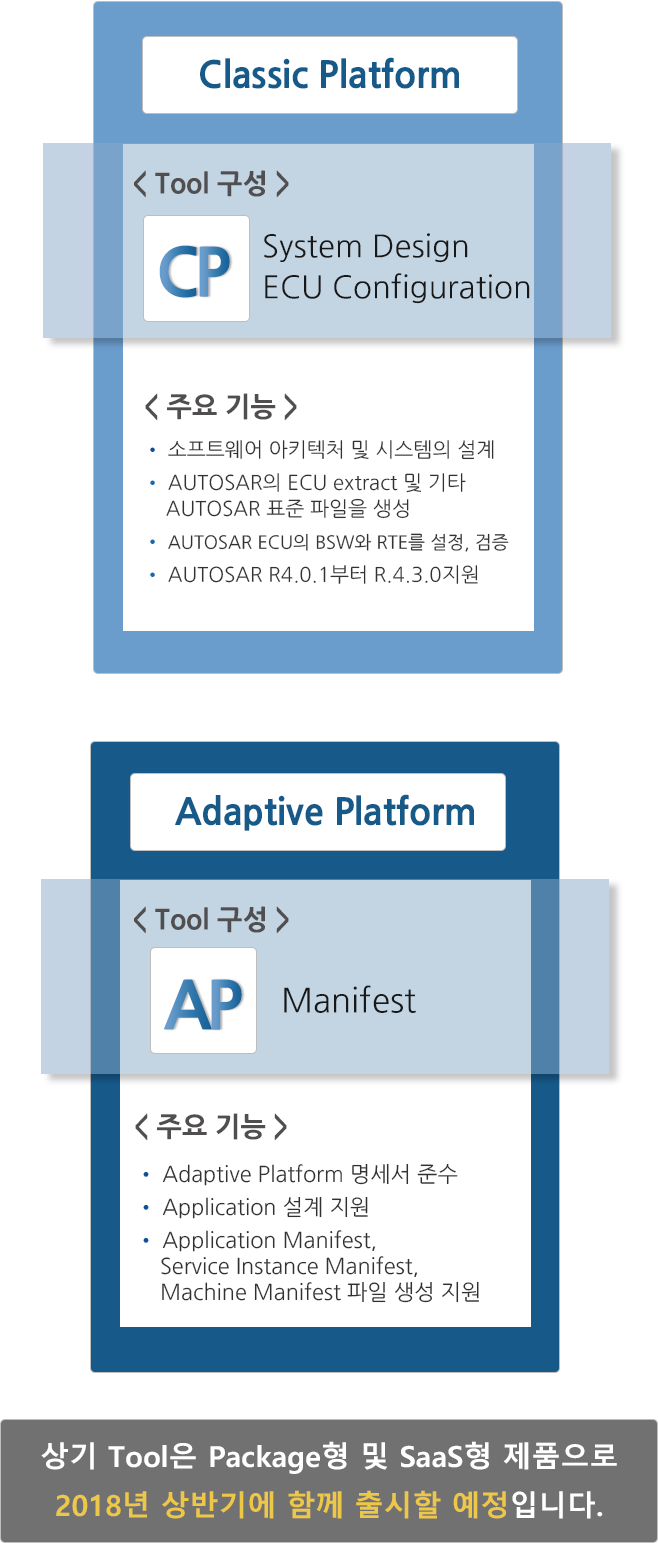 Classic Platform
< Tool 구성 >
CP
System Design
ECU Configuration
< 주요 기능 >
• 소프트웨어 아키텍처 및 시스템의 설계
• AUTOSAR의 ECU extract 및 기타
AUTOSAR 표준 파일을 생성
• AUTOSAR ECU의 BSW와 RTE를 설정, 검증
• AUTOSAR R4.0.1부터 R.4.3.0지원
Adaptive Platform
< Tool 구성 >
AP
Manifest
< 주요 기능 >
• Adaptive Platform 명세서 준수
• Application 설계 지원
• Application Manifest,
Service Instance Manifest,
Machine Manifest 파일 생성 지원
상기 Tool은 Package형 및 SaaS형 제품으로
2018년 상반기에 함께 출시할 예정입니다.